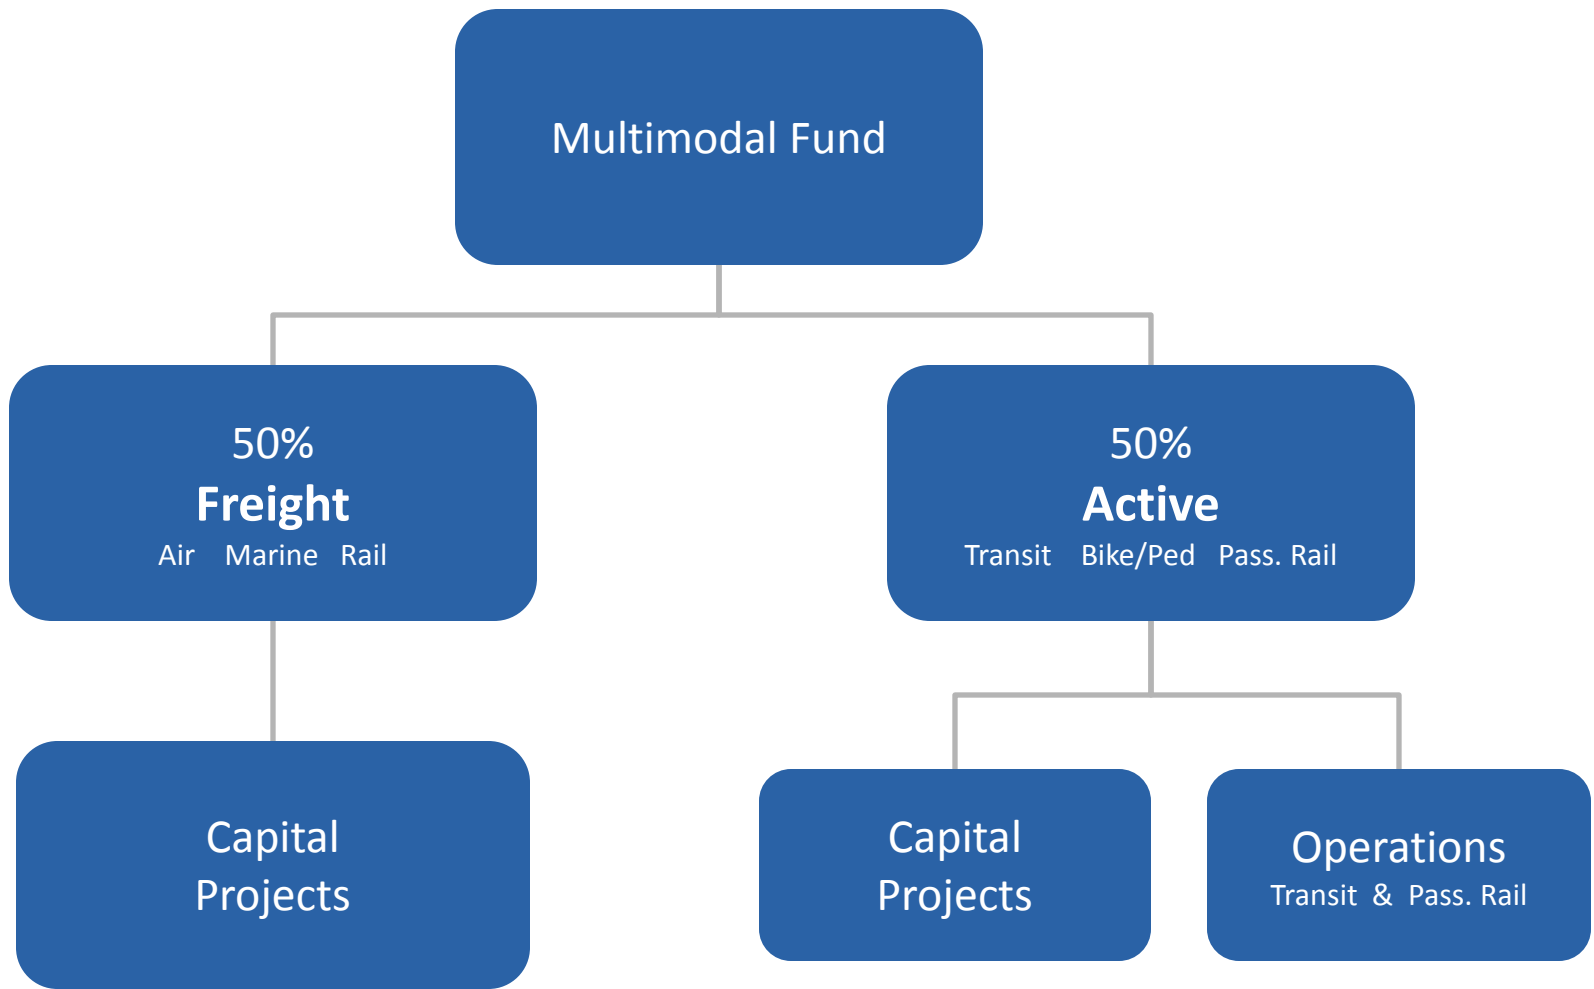 Multimodal Fund
50%
Freight
Air Marine Rail
50%
Active
Transit Bike/Ped Pass. Rail
Capital
Projects
Capital
Projects
Operations
Transit & Pass. Rail